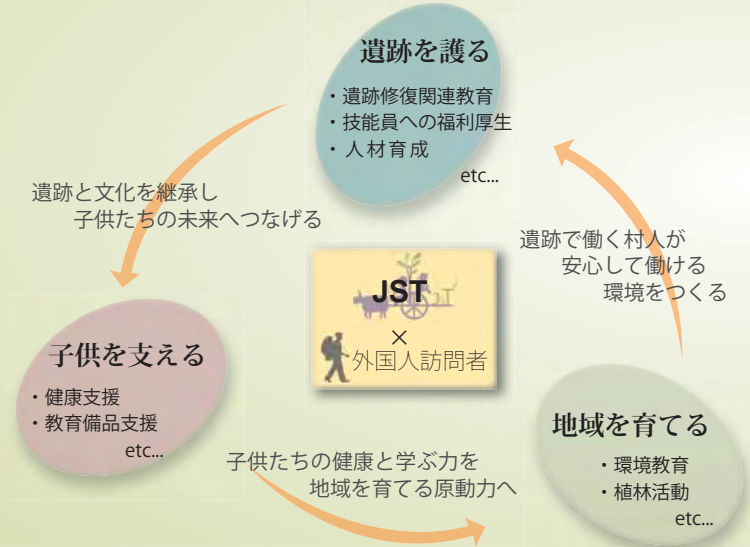 遺跡を護る
・遺跡修復関連教育
・技能員への福利厚生
・人材育成
etc...
遺跡と文化を継承し
子供たちの未来へつなげる
遺跡で働く村人が
安心して働ける
環境をつくる
JST
×
外国人訪問者
子供を支える
・健康支援
・教育備品支援
etc...
子供たちの健康と学ぶ力を
地域を育てる原動力へ
地域を育てる
・環境教育
・植林活動
etc...